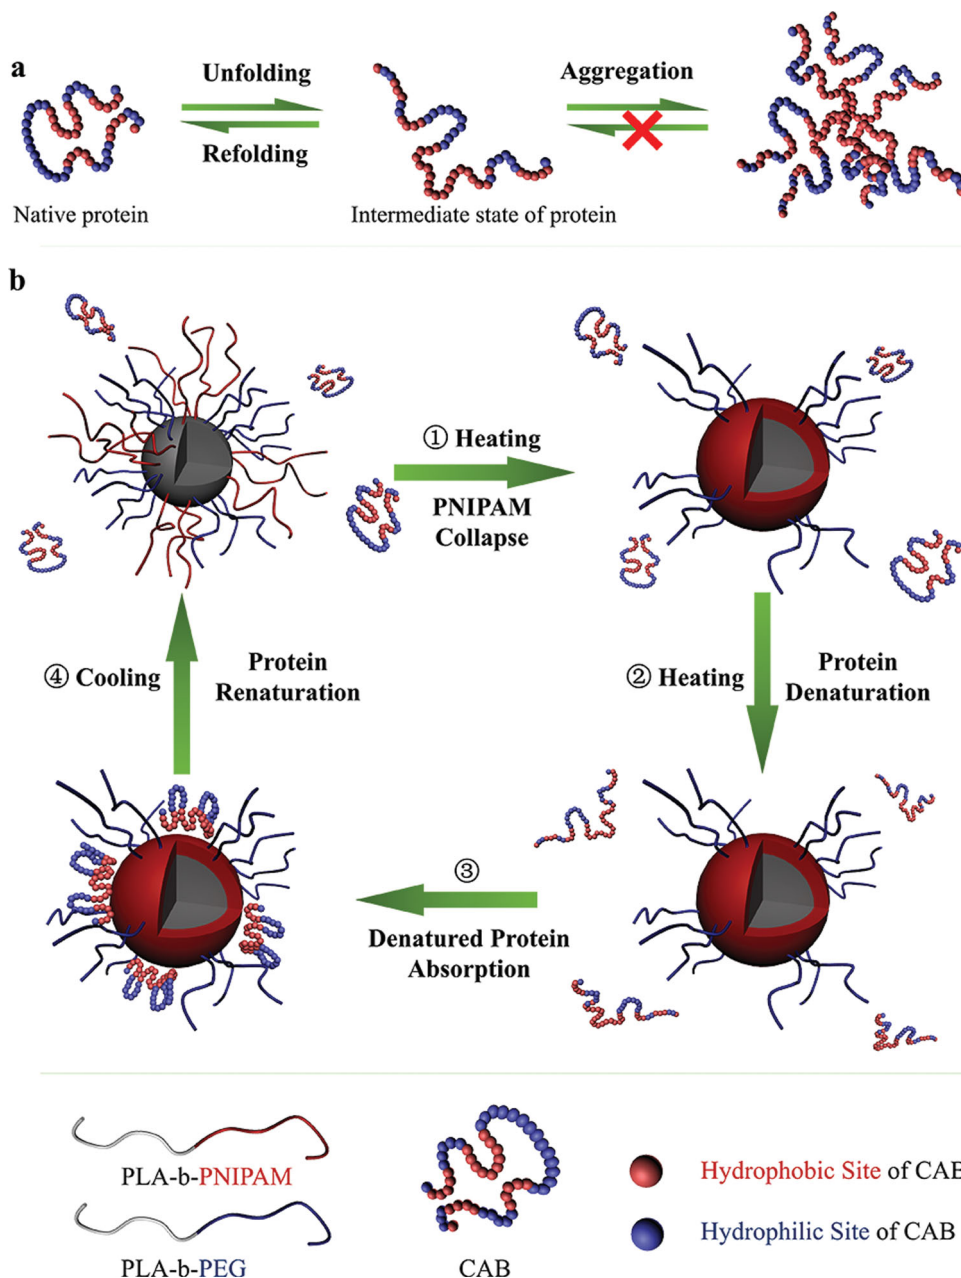 a
Unfolding
Refolding
Aggregation
Native protein
Intermediate state of protein
b
① Heating
PNIPAM
Collapse
② Heating
Protein
Denaturation
③
Denatured Protein
Absorption
④ Cooling
Protein
Renaturation
PLA-b-PNIPAM
PLA-b-PEG
CAB
Hydrophobic Site of CAB
Hydrophilic Site of CAB